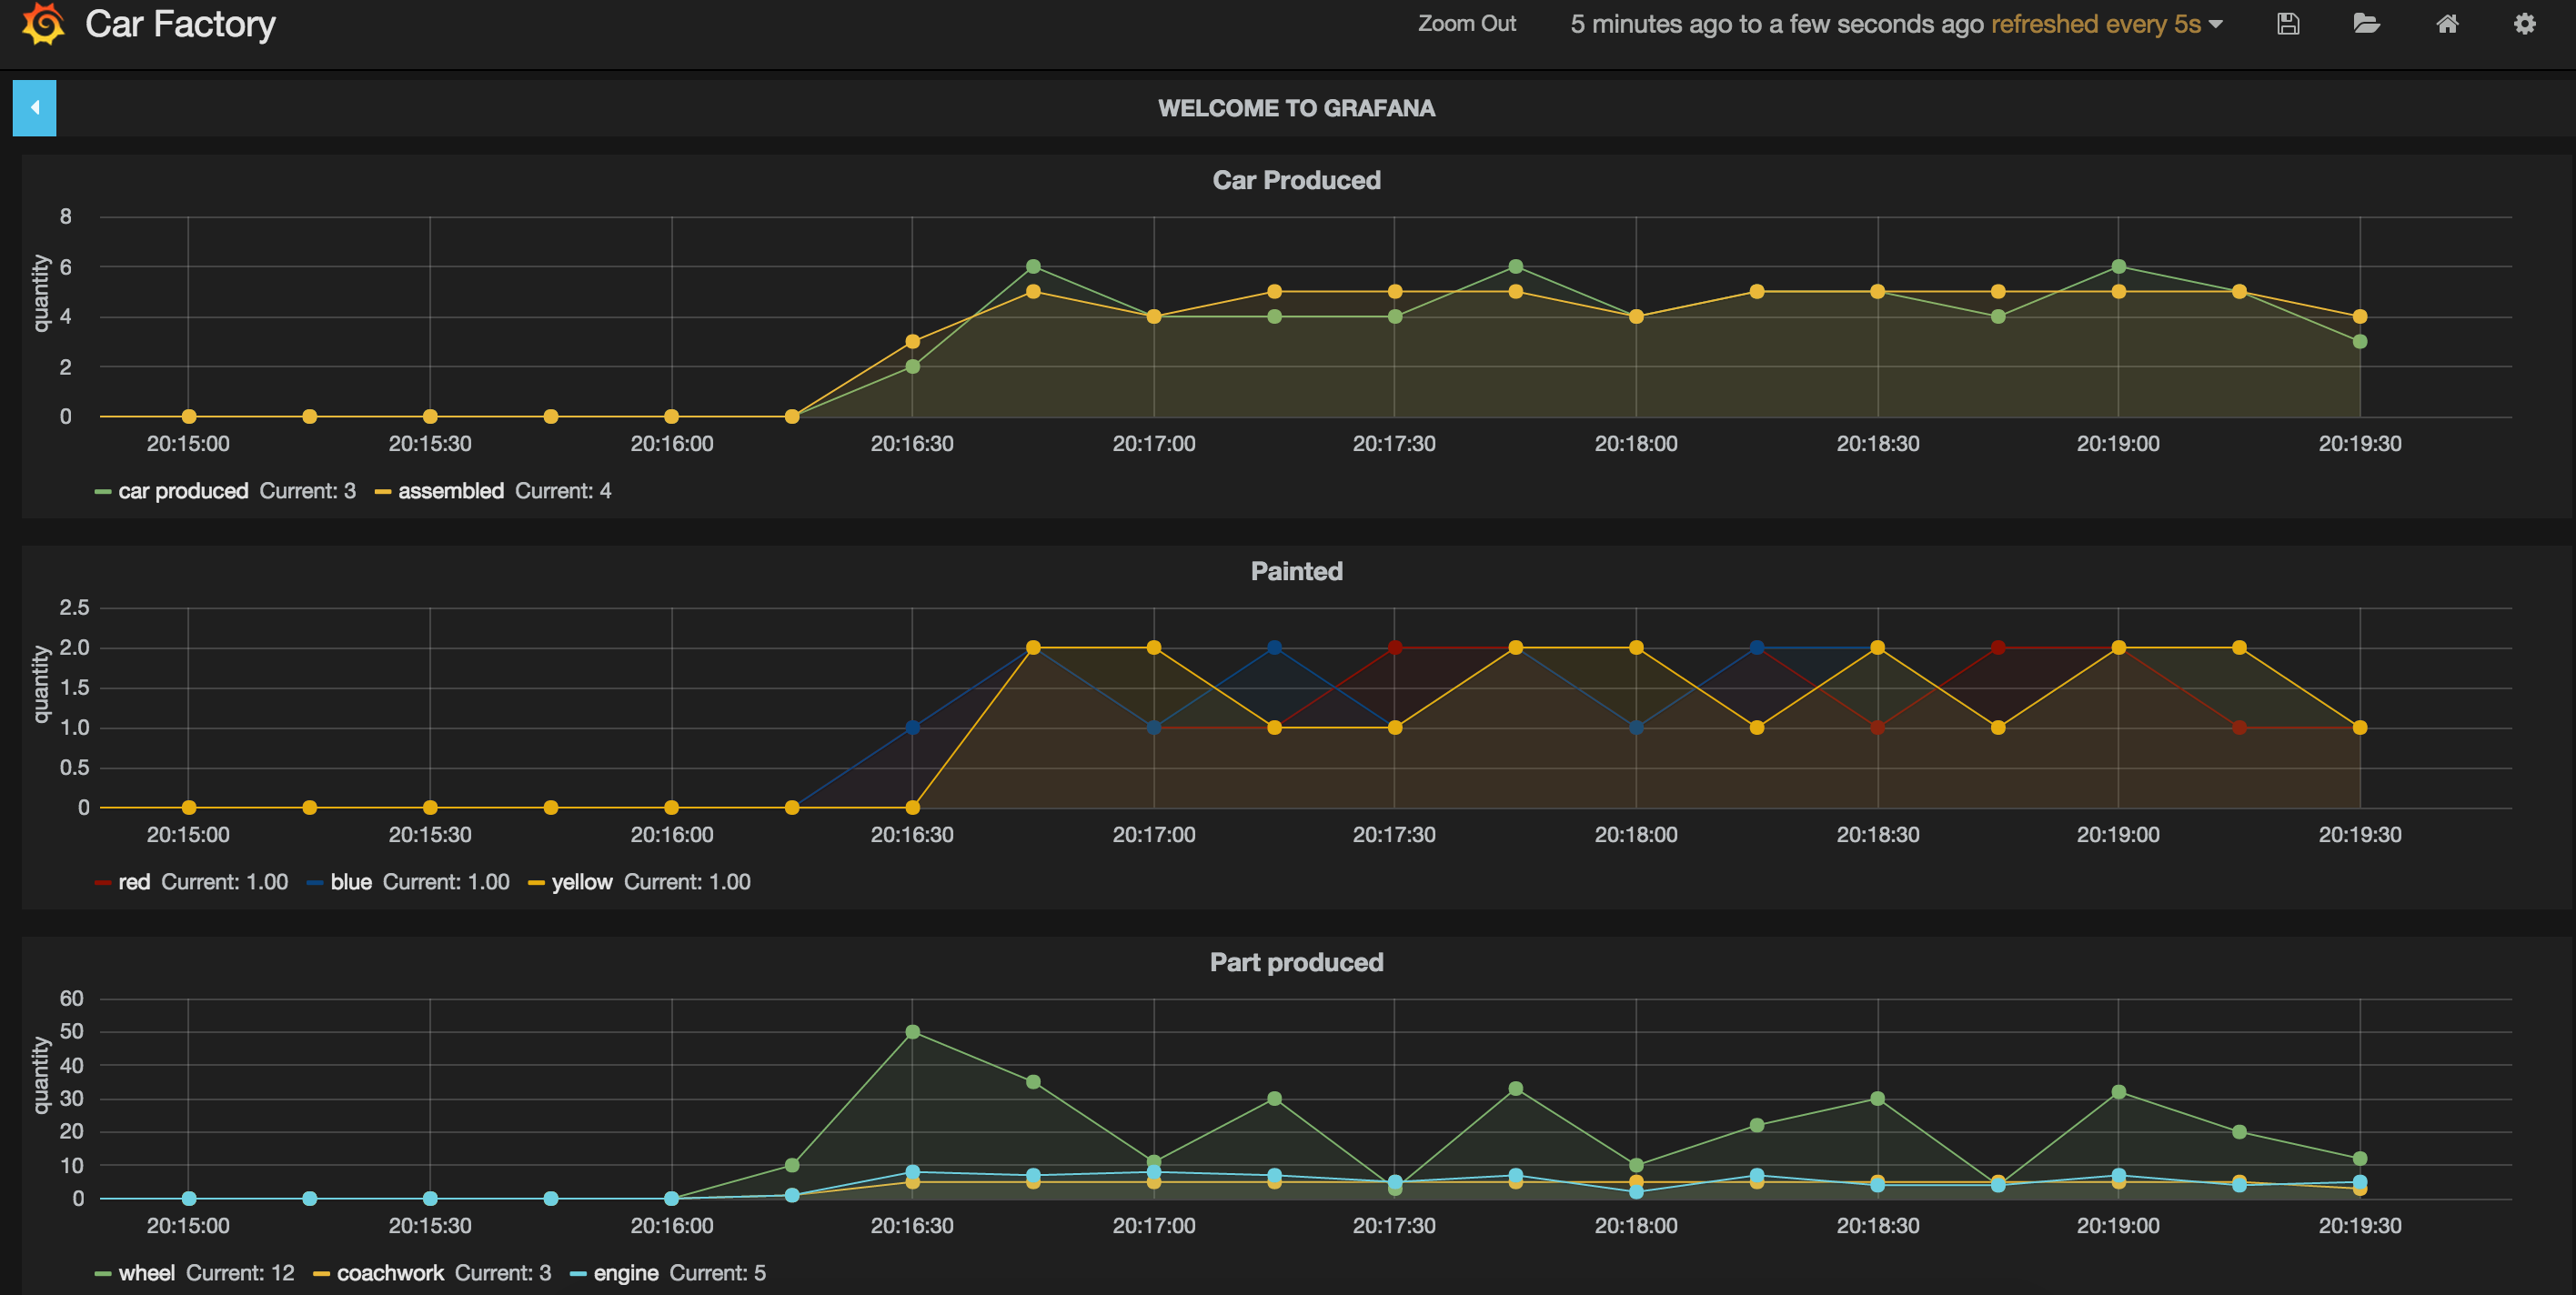 Car Factory Zoom Out 5 minutes ago to a few seconds ago refreshed every 5s
WELCOME TO GRAFANA
Car Produced
8
6
4
2
0
quantity
20:15:00 20:15:30 20:16:00 20:16:30 20:17:00 20:17:30 20:18:00 20:18:30 20:19:00 20:19:30
car produced Current: 3 assembled Current: 4
Painted
2.5
2.0
1.5
1.0
0.5
0
quantity
20:15:00 20:15:30 20:16:00 20:16:30 20:17:00 20:17:30 20:18:00 20:18:30 20:19:00 20:19:30
red Current: 1.00 blue Current: 1.00 yellow Current: 1.00
Part produced
60
50
40
30
20
10
0
quantity
20:15:00 20:15:30 20:16:00 20:16:30 20:17:00 20:17:30 20:18:00 20:18:30 20:19:00 20:19:30
wheel Current: 12 coachwork Current: 3 engine Current: 5